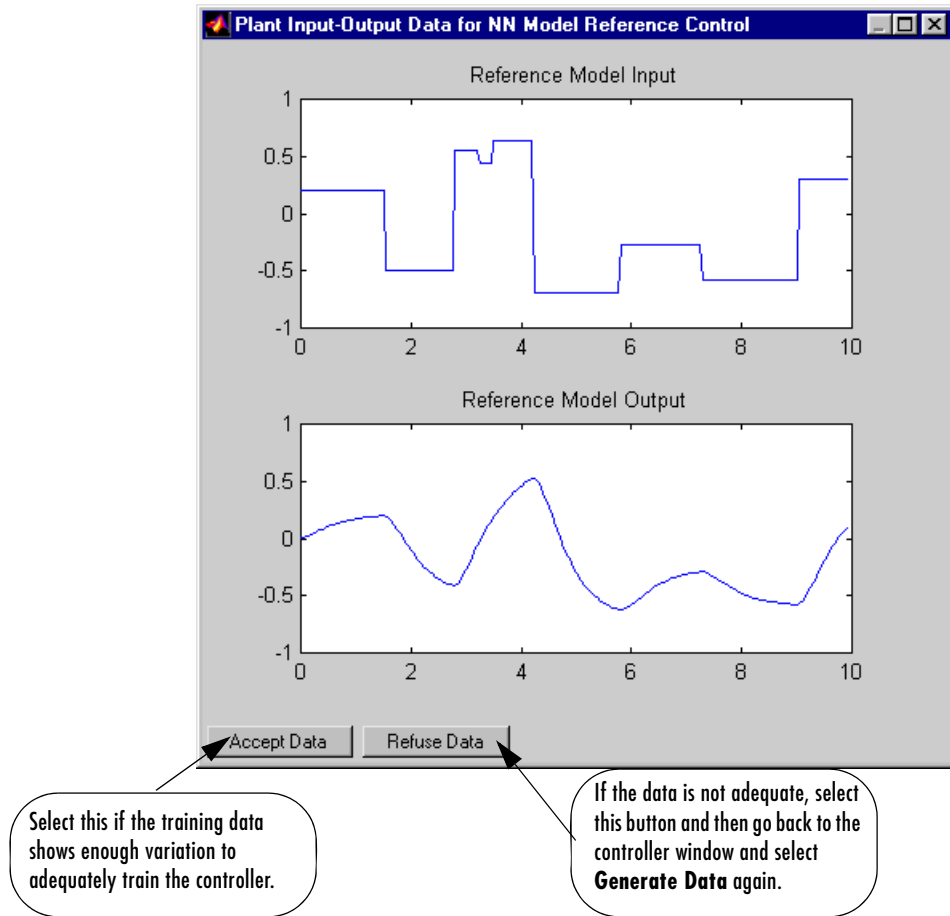 Plant Input-Output Data for NN Model Reference Control
Reference Model Input
1
0.5
0
-0.5
-1
0 2 4 6 8 10
Reference Model Output
1
0.5
0
-0.5
-1
0 2 4 6 8 10
Accept Data Refuse Data
Select this if the training data
shows enough variation to
adequately train the controller.
If the data is not adequate, select
this button and then go back to the
controller window and select
Generate Data again.